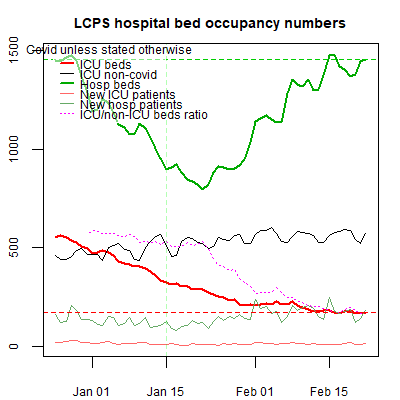 LCPS hospital bed occupancy numbers
Covid unless stated otherwise
ICU beds
ICU non-covid
Hosp beds
New ICU patients
New hosp patients
ICU/non-ICU beds ratio
1500
1000
500
0
Jan 01
Jan 15
Feb 01
Feb 15